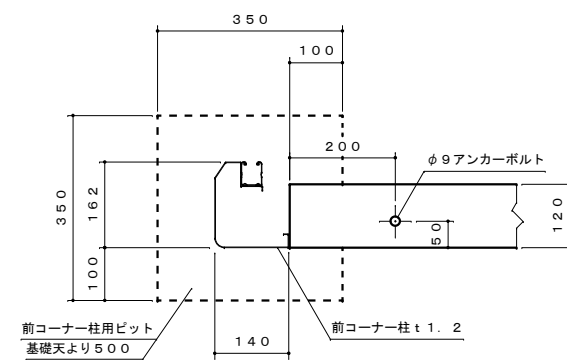 ３５０
１００
２００
φ９アンカーボルト
３５０
１６２
１００
５０
１２０
前コーナー柱用ピット
基礎天より５００
１４０
前コーナー柱ｔ１．２